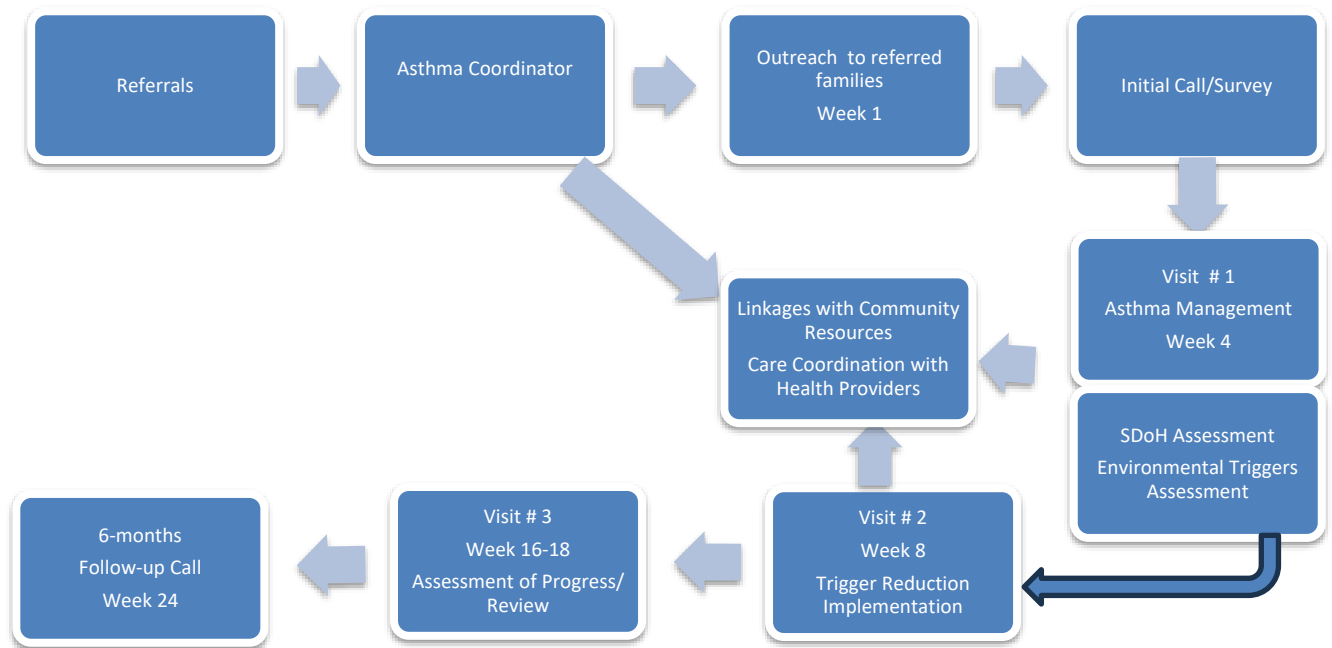 Referrals
Asthma Coordinator
Outreach to referred
families
Week 1
Initial Call/Survey
Visit # 1
Asthma Management
Week 4
Linkages with Community
Resources
Care Coordination with
Health Providers
SDoH Assessment
Environmental Triggers
Assessment
Visit # 2
Week 8
Trigger Reduction
Implementation
Visit # 3
Week 16-18
Assessment of Progress/
Review
6-months
Follow-up Call
Week 24